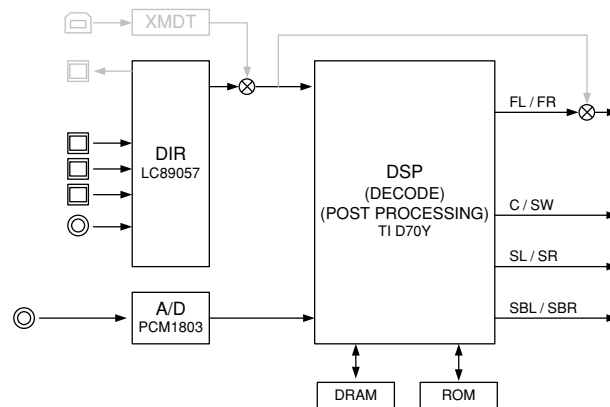 XMDT
DIR
LC89057
DSP
(DECODE)
(POST PROCESSING)
TI D70Y
FL / FR
C / SW
SL / SR
SBL / SBR
A/D
PCM1803
DRAM
ROM